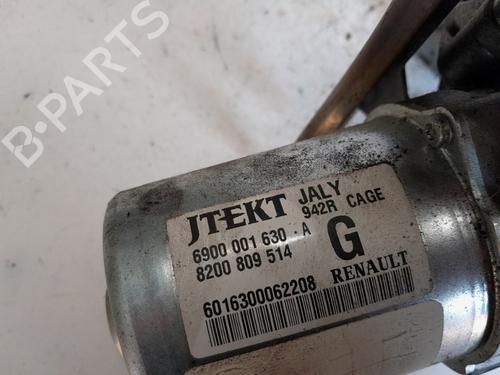 B-PARTS
JTEKT JALY
942R CAGE
6900 001 630 - A
8200 809 514
G
RENAULT
6016300062208